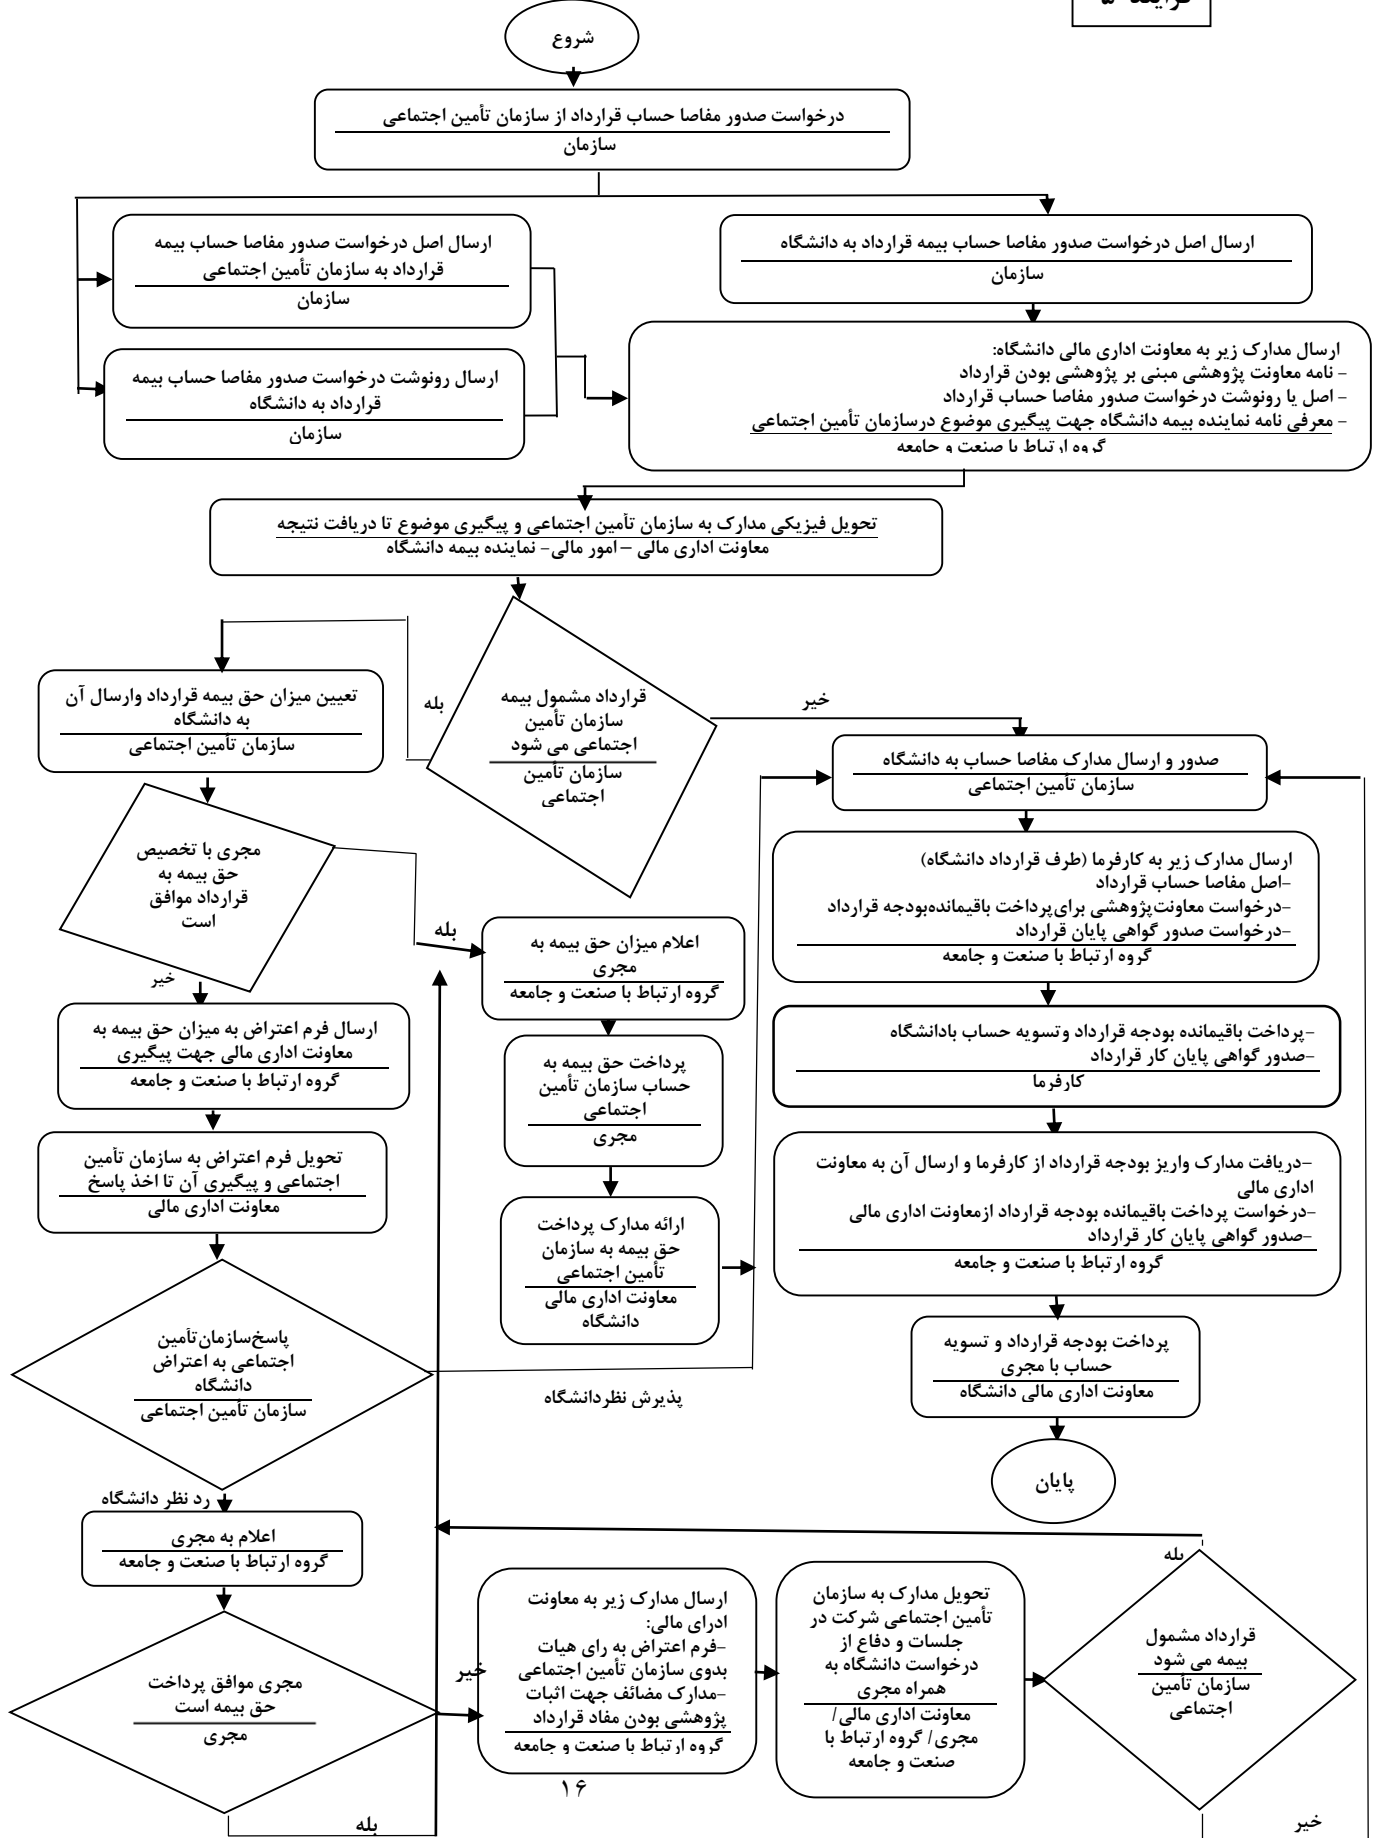 فرایند ۵
شروع
درخواست صدور مفاصا حساب قرارداد از سازمان تأمین اجتماعی
سازمان
ارسال اصل درخواست صدور مفاصا حساب بیمه قرارداد به دانشگاه
سازمان
ارسال اصل درخواست صدور مفاصا حساب بیمه
قرارداد به سازمان تأمین اجتماعی
سازمان
ارسال رونوشت درخواست صدور مفاصا حساب بیمه
قرارداد به دانشگاه
سازمان
ارسال مدارک زیر به معاونت اداری مالی دانشگاه:
- نامه معاونت پژوهشی مبنی بر پژوهشی بودن قرارداد
- اصل یا رونوشت درخواست صدور مفاصا حساب قرارداد
- معرفی نامه نماینده بیمه دانشگاه جهت پیگیری موضوع درسازمان تأمین اجتماعی
گروه ارتباط با صنعت و جامعه
تحویل فیزیکی مدارک به سازمان تأمین اجتماعی و پیگیری موضوع تا دریافت نتیجه
معاونت اداری مالی – امور مالی- نماینده بیمه دانشگاه
قرارداد مشمول بیمه
سازمان تأمین
اجتماعی می شود
سازمان تأمین
اجتماعی
بله
خیر
تعیین میزان حق بیمه قرارداد وارسال آن
به دانشگاه
سازمان تأمین اجتماعی
صدور و ارسال مدارک مفاصا حساب به دانشگاه
سازمان تأمین اجتماعی
مجری با تخصیص
حق بیمه به
قرارداد موافق
است
بله
خیر
ارسال مدارک زیر به کارفرما (طرف قرارداد دانشگاه)
-اصل مفاصا حساب قرارداد
-درخواست معاونت‌پژوهشی برای‌پرداخت باقیمانده‌بودجه قرارداد
-درخواست صدور گواهی پایان قرارداد
گروه ارتباط با صنعت و جامعه
اعلام میزان حق بیمه به
مجری
گروه ارتباط با صنعت و جامعه
ارسال فرم اعتراض به میزان حق بیمه به
معاونت اداری مالی جهت پیگیری
گروه ارتباط با صنعت و جامعه
پرداخت حق بیمه به
حساب سازمان تأمین
اجتماعی
مجری
-پرداخت باقیمانده بودجه قرارداد وتسویه حساب بادانشگاه
-صدور گواهی پایان کار قرارداد
کارفرما
تحویل فرم اعتراض به سازمان تأمین
اجتماعی و پیگیری آن تا اخذ پاسخ
معاونت اداری مالی
-دریافت مدارک واریز بودجه قرارداد از کارفرما و ارسال آن به معاونت
اداری مالی
-درخواست پرداخت باقیمانده بودجه قرارداد ازمعاونت اداری مالی
-صدور گواهی پایان کار قرارداد
گروه ارتباط با صنعت و جامعه
ارائه مدارک پرداخت
حق بیمه به سازمان
تأمین اجتماعی
معاونت اداری مالی
دانشگاه
پاسخ‌سازمان‌تأمین
اجتماعی به اعتراض
دانشگاه
سازمان تأمین اجتماعی
پذیرش نظردانشگاه
پرداخت بودجه قرارداد و تسویه
حساب با مجری
معاونت اداری مالی دانشگاه
پایان
رد نظر دانشگاه
اعلام به مجری
گروه ارتباط با صنعت و جامعه
مجری موافق پرداخت
حق بیمه است
مجری
خیر
بله
ارسال مدارک زیر به معاونت
ادرای مالی:
-فرم اعتراض به رای هیات
بدوی سازمان تأمین اجتماعی
-مدارک مضائف جهت اثبات
پژوهشی بودن مفاد قرارداد
گروه ارتباط با صنعت و جامعه
تحویل مدارک به سازمان
تأمین اجتماعی شرکت در
جلسات و دفاع از
درخواست دانشگاه به
همراه مجری
معاونت اداری مالی/
مجری/ گروه ارتباط با
صنعت و جامعه
بله
قرارداد مشمول
بیمه می شود
سازمان تأمین
اجتماعی
خیر
۱۶